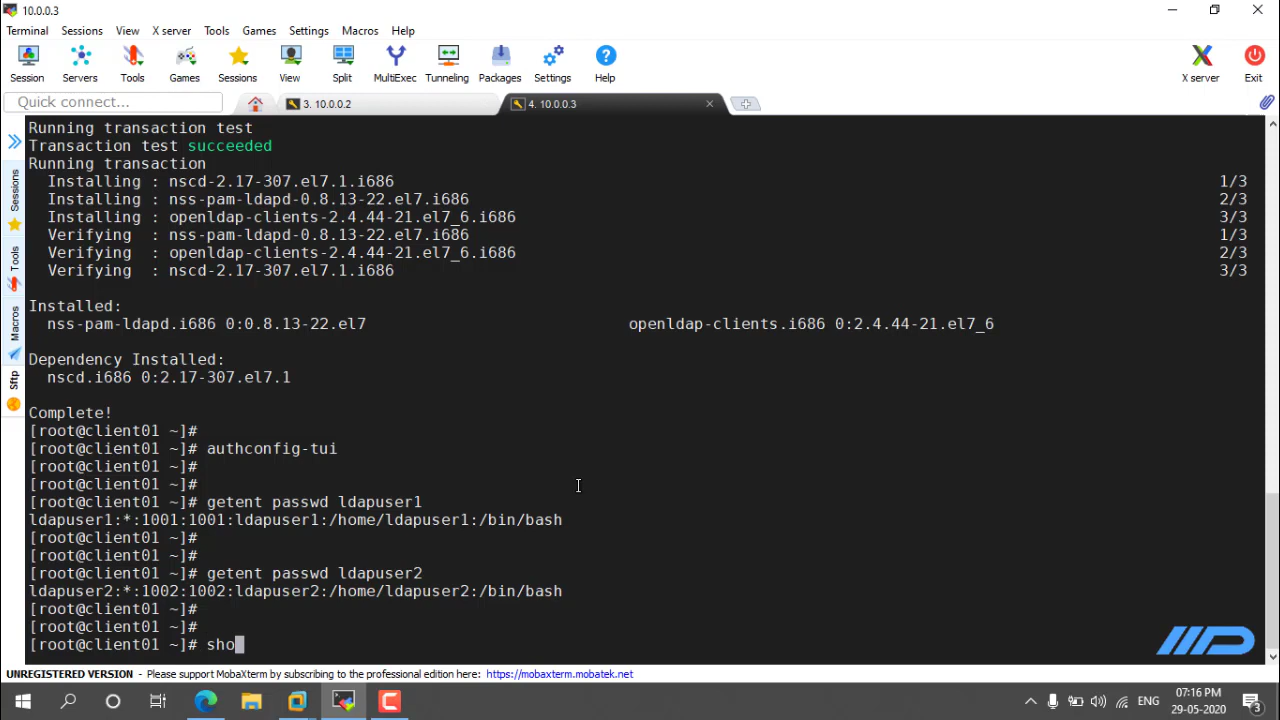 10.0.0.3
Terminal Sessions View X server Tools Games Settings Macros Help
Session Servers Tools Games Sessions View Split MultiExec Tunneling Packages Settings Help X server Exit
Quick connect...
3. 10.0.0.2
4. 10.0.0.3
Sessions
Tools
Macros
Sftp
Running transaction test
Transaction test succeeded
Running transaction
Installing : nscd-2.17-307.el7.1.i686 1/3
Installing : nss-pam-ldapd-0.8.13-22.el7.i686 2/3
Installing : openldap-clients-2.4.44-21.el7_6.i686 3/3
Verifying : nss-pam-ldapd-0.8.13-22.el7.i686 1/3
Verifying : openldap-clients-2.4.44-21.el7_6.i686 2/3
Verifying : nscd-2.17-307.el7.1.i686 3/3
Installed:
nss-pam-ldapd.i686 0:0.8.13-22.el7 openldap-clients.i686 0:2.4.44-21.el7_6
Dependency Installed:
nscd.i686 0:2.17-307.el7.1
Complete!
[root@client01 ~]#
[root@client01 ~]# authconfig-tui
[root@client01 ~]#
[root@client01 ~]#
[root@client01 ~]# getent passwd ldapuser1
ldapuser1:*:1001:1001:ldapuser1:/home/ldapuser1:/bin/bash
[root@client01 ~]#
[root@client01 ~]#
[root@client01 ~]# getent passwd ldapuser2
ldapuser2:*:1002:1002:ldapuser2:/home/ldapuser2:/bin/bash
[root@client01 ~]#
[root@client01 ~]#
[root@client01 ~]# sho
UNREGISTERED VERSION - Please support MobaXterm by subscribing to the professional edition here: https://mobaxterm.mobatek.net
ENG
07:16 PM
29-05-2020
3